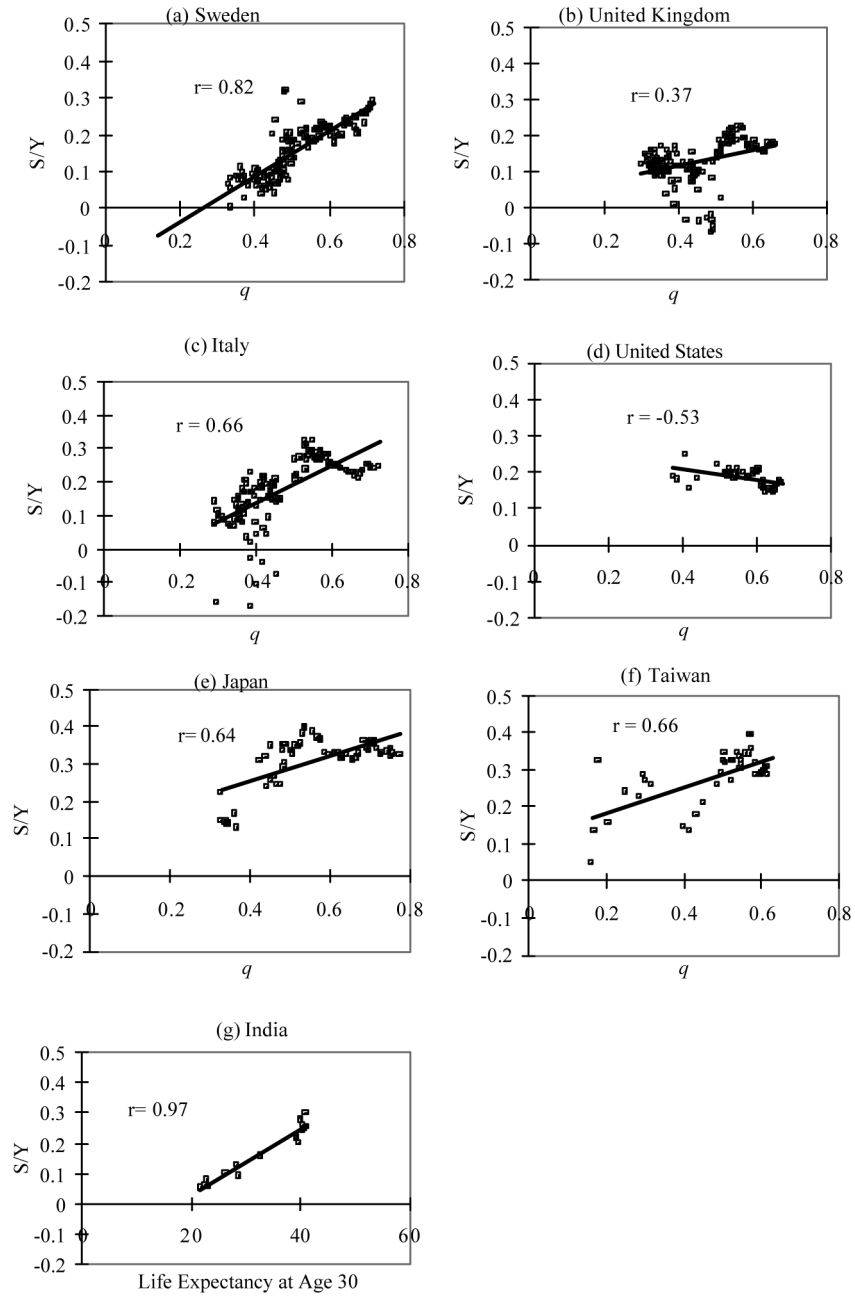 (a) Sweden
0.5
0.4
0.3
0.2
0.1
0
-0.1
-0.2
S/Y
r= 0.82
0 0.2 0.4 0.6 0.8
q
(b) United Kingdom
0.5
0.4
0.3
0.2
0.1
0
-0.1
-0.2
S/Y
r= 0.37
0 0.2 0.4 0.6 0.8
q
(c) Italy
0.5
0.4
0.3
0.2
0.1
0
-0.1
-0.2
S/Y
r = 0.66
0 0.2 0.4 0.6 0.8
q
(d) United States
0.5
0.4
0.3
0.2
0.1
0
-0.1
-0.2
S/Y
r = -0.53
0 0.2 0.4 0.6 0.8
q
(e) Japan
0.5
0.4
0.3
0.2
0.1
0
-0.1
-0.2
S/Y
r= 0.64
0 0.2 0.4 0.6 0.8
q
(f) Taiwan
0.5
0.4
0.3
0.2
0.1
0
-0.1
-0.2
S/Y
r = 0.66
0 0.2 0.4 0.6 0.8
q
(g) India
0.5
0.4
0.3
0.2
0.1
0
-0.1
-0.2
S/Y
r= 0.97
0 20 40 60
Life Expectancy at Age 30